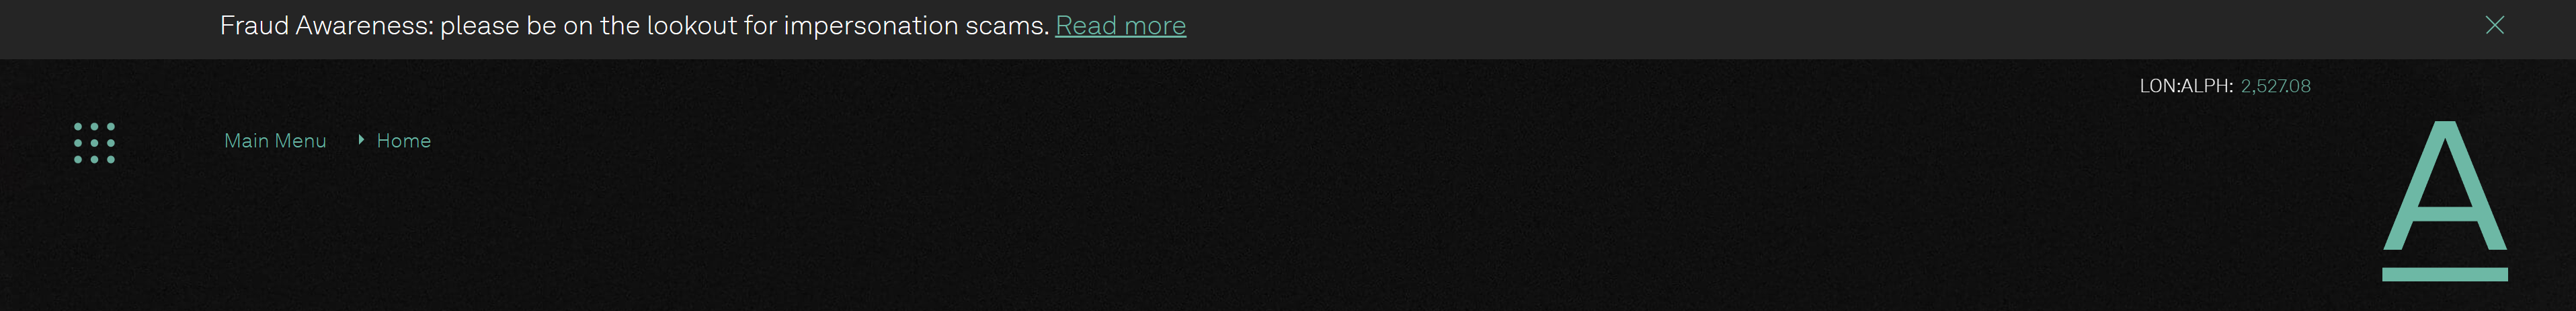 Fraud Awareness: please be on the lookout for impersonation scams. Read more
LON:ALPH: 2,527.08
Main Menu Home
A